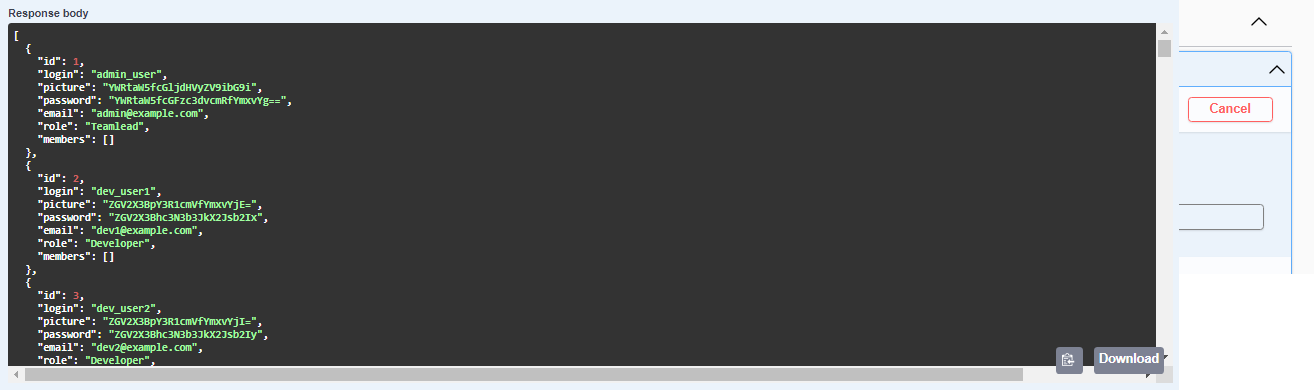 Response body
[
{
"id": 1,
"login": "admin_user",
"picture": "YWRtaW5fcGljdHVyZV9ibG9i",
"password": "YWRtaW5fcGFzc3dvcmRfYmxvYg==",
"email": "admin@example.com",
"role": "Teamlead",
"members": []
},
{
"id": 2,
"login": "dev_user1",
"picture": "ZGV2X3BpY3R1cmVfYmxvYjE=",
"password": "ZGV2X3Bhc3N3b3JkX2Jsb2Ix",
"email": "dev1@example.com",
"role": "Developer",
"members": []
},
{
"id": 3,
"login": "dev_user2",
"picture": "ZGV2X3BpY3R1cmVfYmxvYjI=",
"password": "ZGV2X3Bhc3N3b3JkX2Jsb2Iy",
"email": "dev2@example.com",
"role": "Developer",
Cancel
Download